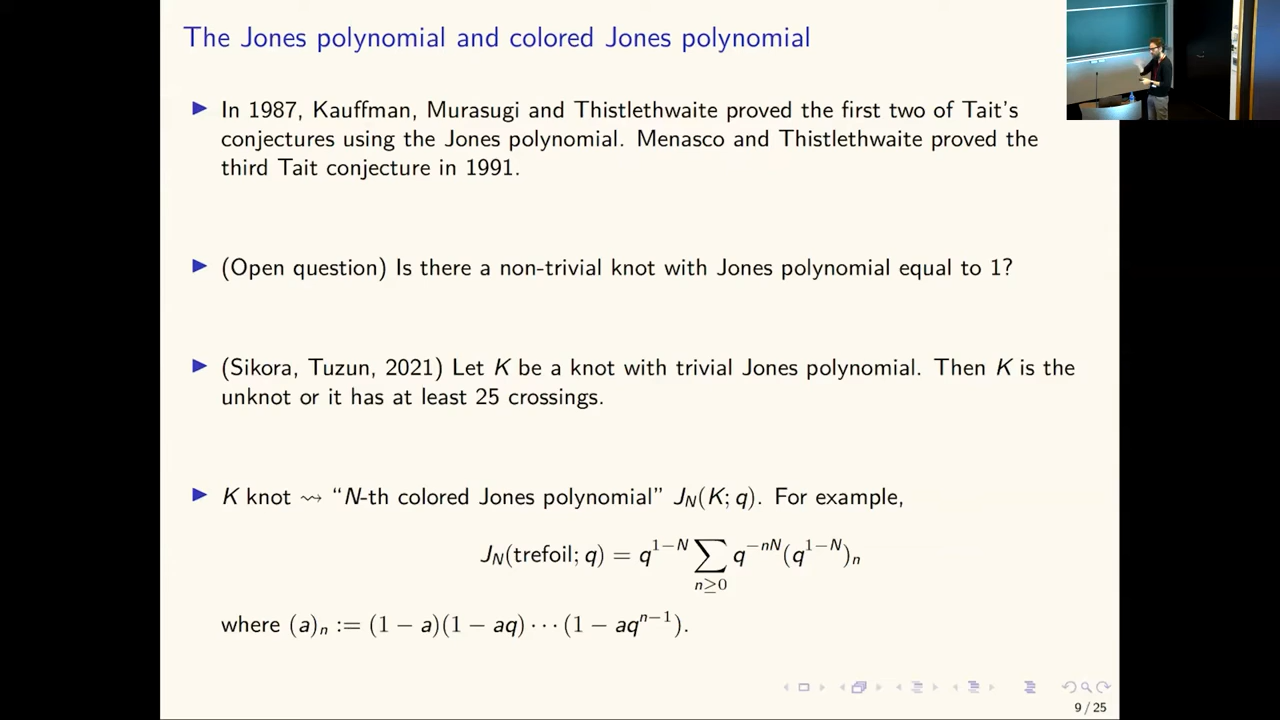 The Jones polynomial and colored Jones polynomial
▶ In 1987, Kauffman, Murasugi and Thistlethwaite proved the first two of Tait's
conjectures using the Jones polynomial. Menasco and Thistlethwaite proved the
third Tait conjecture in 1991.
▶ (Open question) Is there a non-trivial knot with Jones polynomial equal to 1?
▶ (Sikora, Tuzun, 2021) Let K be a knot with trivial Jones polynomial. Then K is the
unknot or it has at least 25 crossings.
▶ K knot ⇝ “N-th colored Jones polynomial” J_N(K; q). For example,
J_N(trefoil; q) = q^{1−N} ∑_{n≥0} q^{−nN}(q^{1−N})_n
where (a)_n := (1 − a)(1 − aq) ⋯ (1 − aq^{n−1}).
9 / 25